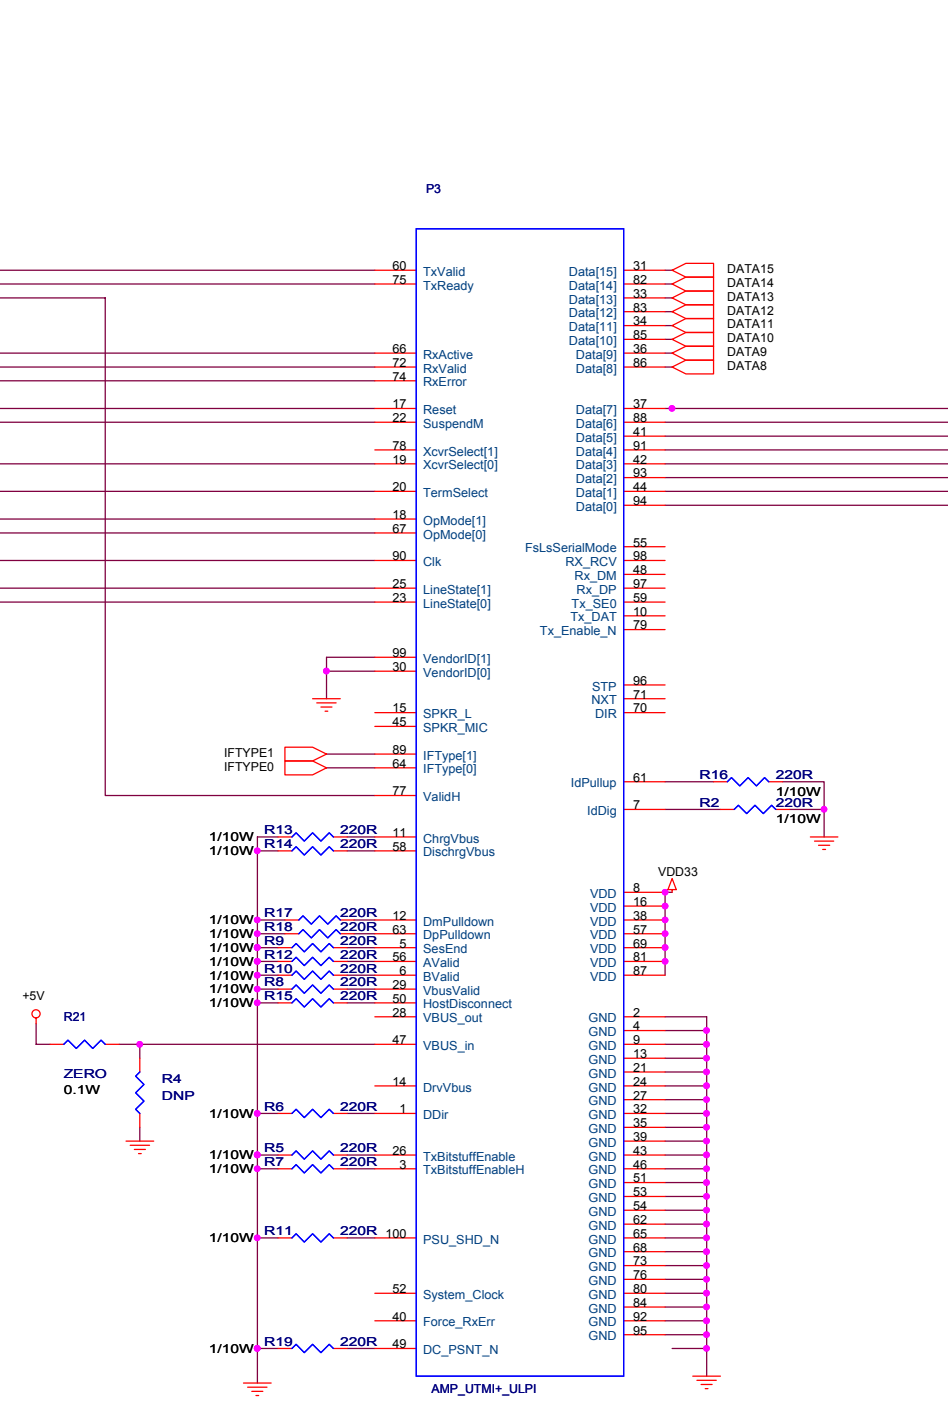 P3
60 TxValid
75 TxReady
66 RxActive
72 RxValid
74 RxError
17 Reset
22 SuspendM
78 XcvrSelect[1]
19 XcvrSelect[0]
20 TermSelect
18 OpMode[1]
67 OpMode[0]
90 Clk
25 LineState[1]
23 LineState[0]
99 VendorID[1]
30 VendorID[0]
15 SPKR_L
45 SPKR_MIC
IFTYPE1 89 IFType[1]
IFTYPE0 64 IFType[0]
77 ValidH
1/10W R13 220R 11 ChrgVbus
1/10W R14 220R 58 DischrgVbus
1/10W R17 220R 12 DmPulldown
1/10W R18 220R 63 DpPulldown
1/10W R9 220R 5 SesEnd
1/10W R12 220R 56 AValid
1/10W R10 220R 6 BValid
1/10W R8 220R 29 VbusValid
1/10W R15 220R 50 HostDisconnect
28 VBUS_out
+5V
R21
ZERO
0.1W
R4
DNP
47 VBUS_in
14 DrvVbus
1/10W R6 220R 1 DDir
1/10W R5 220R 26 TxBitstuffEnable
1/10W R7 220R 3 TxBitstuffEnableH
1/10W R11 220R 100 PSU_SHD_N
52 System_Clock
40 Force_RxErr
1/10W R19 220R 49 DC_PSNT_N
Data[15] 31 DATA15
Data[14] 82 DATA14
Data[13] 33 DATA13
Data[12] 83 DATA12
Data[11] 34 DATA11
Data[10] 85 DATA10
Data[9] 36 DATA9
Data[8] 86 DATA8
Data[7] 37
Data[6] 88
Data[5] 41
Data[4] 91
Data[3] 42
Data[2] 93
Data[1] 44
Data[0] 94
FsLsSerialMode 55
RX_RCV 98
Rx_DM 48
Rx_DP 97
Tx_SE0 59
Tx_DAT 10
Tx_Enable_N 79
STP 96
NXT 71
DIR 70
IdPullup 61 R16 220R
1/10W
IdDig 7 R2 220R
1/10W
VDD33
VDD 8
VDD 16
VDD 38
VDD 57
VDD 69
VDD 81
VDD 87
GND 2
GND 4
GND 9
GND 13
GND 21
GND 24
GND 27
GND 32
GND 35
GND 39
GND 43
GND 46
GND 51
GND 53
GND 54
GND 62
GND 65
GND 68
GND 73
GND 76
GND 80
GND 84
GND 92
GND 95
AMP_UTMI+_ULPI